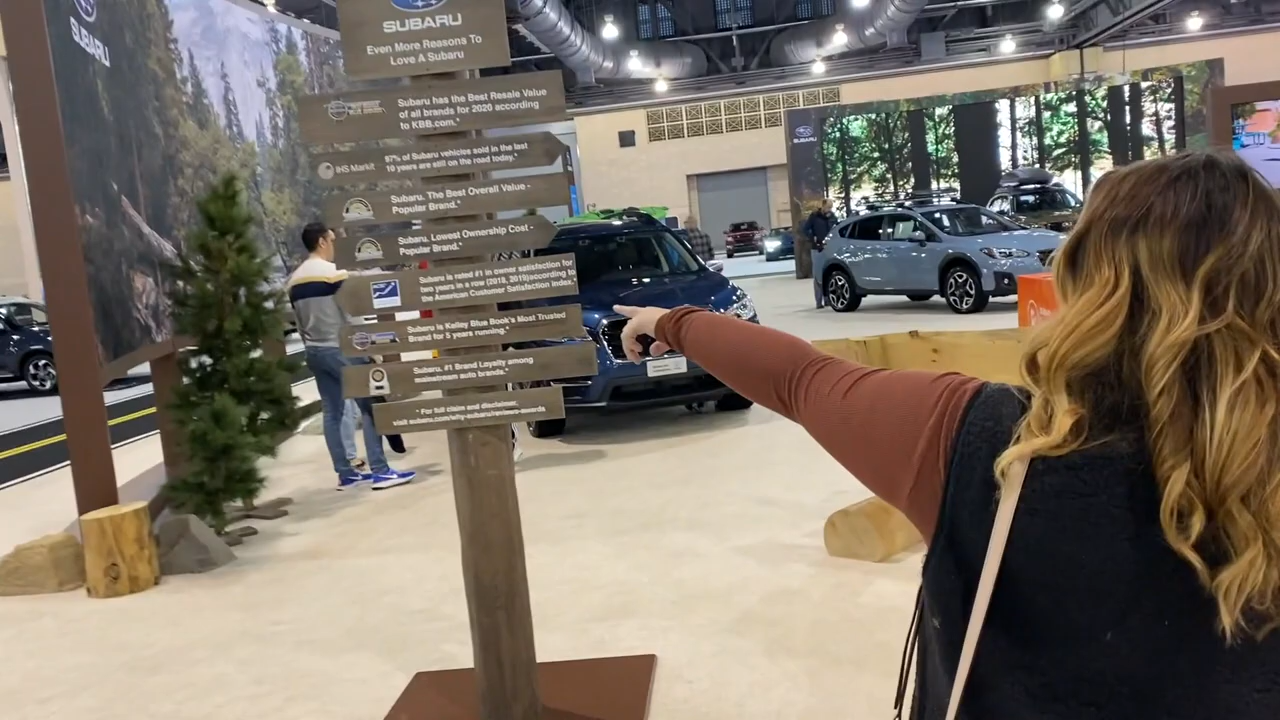 SUBARU
SUBARU
Even More Reasons To
Love A Subaru
Subaru has the Best Resale Value
of all brands for 2020 according
to KBB.com.*
IHS Markit
97% of Subaru vehicles sold in the last
10 years are still on the road today.*
Subaru. The Best Overall Value -
Popular Brand.*
Subaru. Lowest Ownership Cost -
Popular Brand.*
Subaru is rated #1 in owner satisfaction for
two years in a row (2018, 2019) according to
the American Customer Satisfaction Index.*
Subaru is Kelley Blue Book's Most Trusted
Brand for 5 years running.*
Subaru. #1 Brand Loyalty among
mainstream auto brands.*
* For full claim and disclaimer,
visit subaru.com/why-subaru/reviews-awards
SUBARU